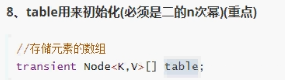 8、table用来初始化(必须是二的n次幂)(重点)
//存储元素的数组
transient Node<K,V>[] table;